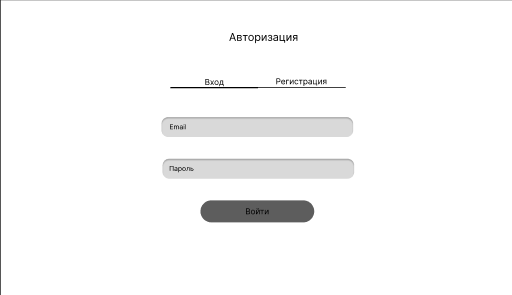 Авторизация
Вход Регистрация
Email
Пароль
Войти